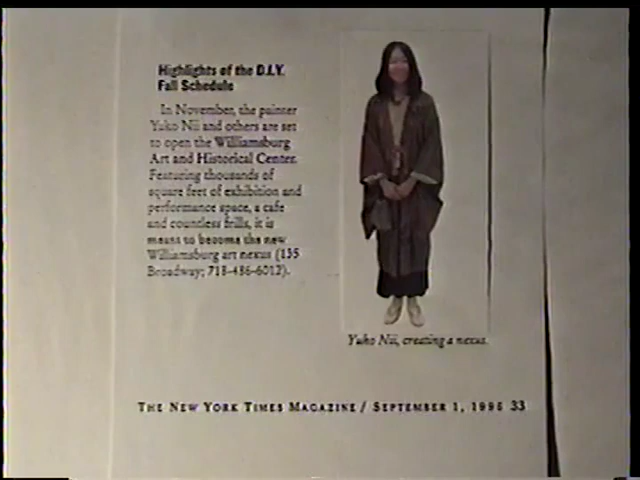 Highlights of the D.I.Y.
Fall Schedule
In November, the painter
Yuko Nii and others are set
to open the Williamsburg
Art and Historical Center.
Featuring thousands of
square feet of exhibition and
performance space, a cafe
and countless frills, it is
meant to become the new
Williamsburg art nexus (135
Broadway; 718-486-6012).
Yuko Nii, creating a nexus.
THE NEW YORK TIMES MAGAZINE / SEPTEMBER 1, 1996 33